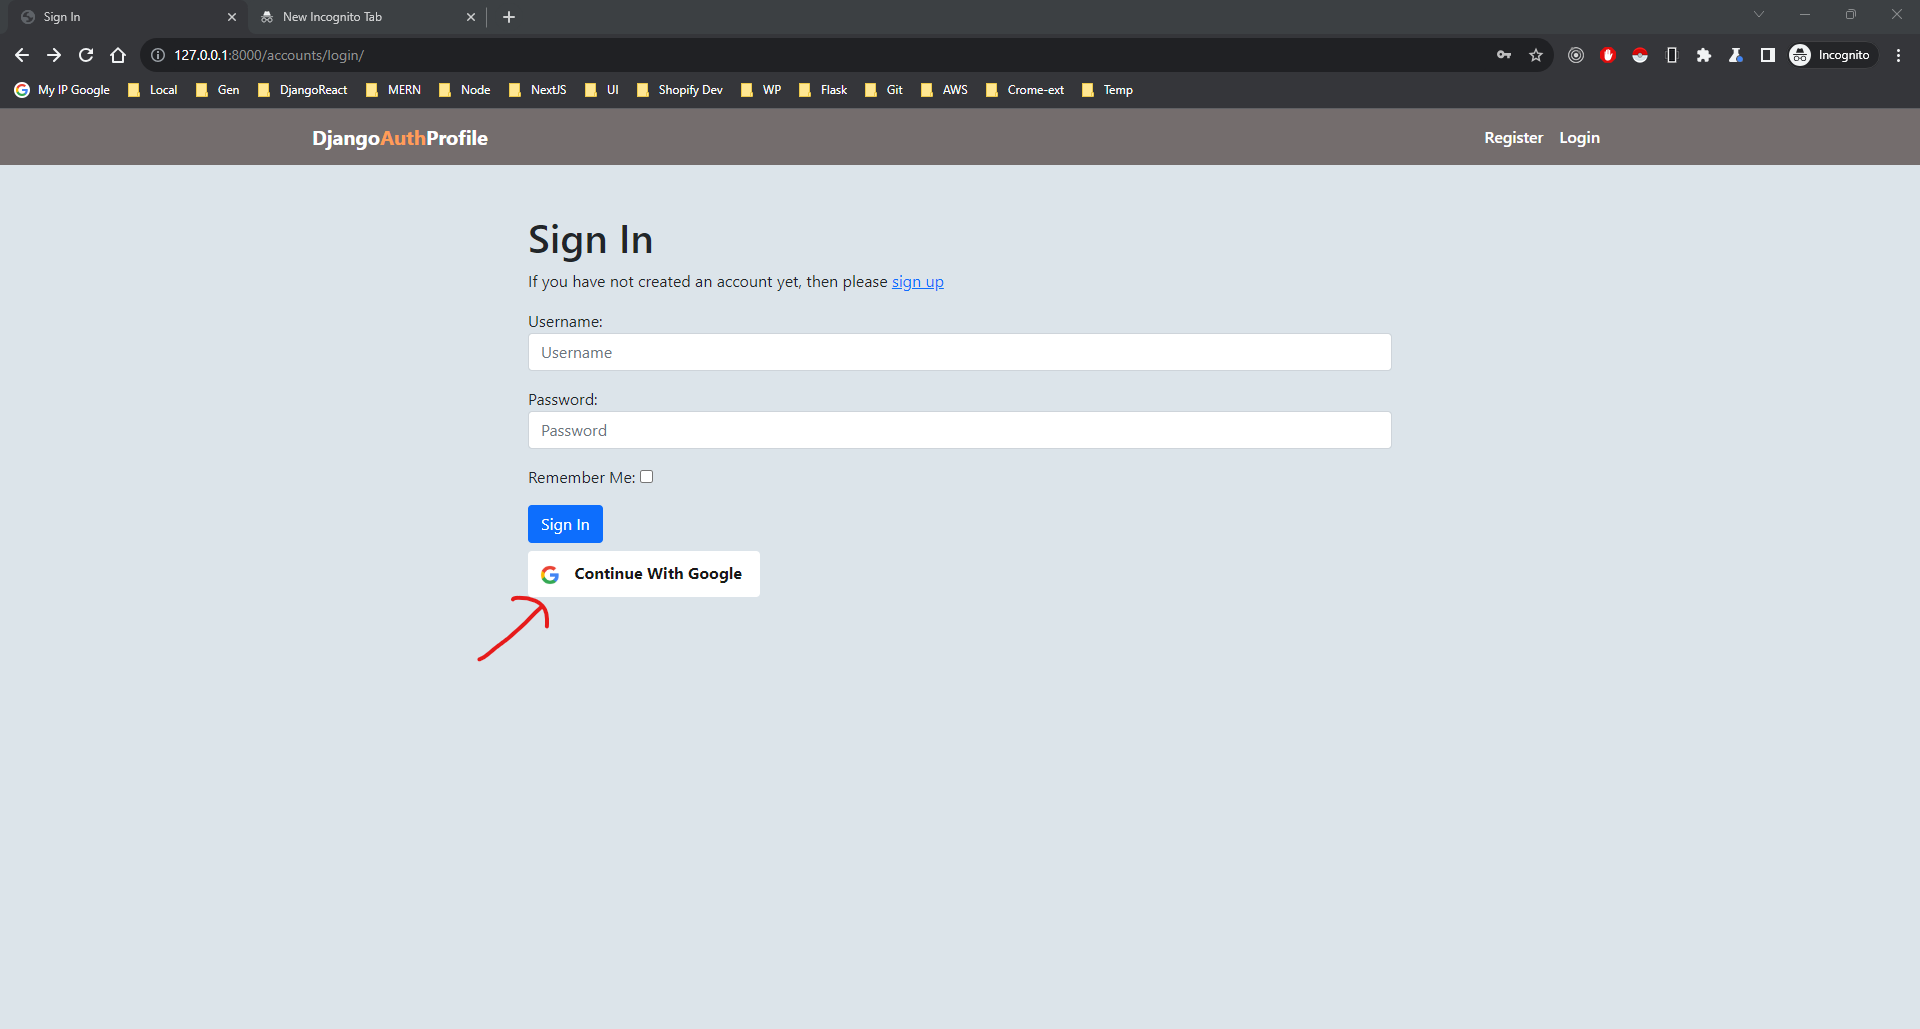 Sign In
New Incognito Tab
127.0.0.1:8000/accounts/login/
Incognito
My IP Google Local Gen DjangoReact MERN Node NextJS UI Shopify Dev WP Flask Git AWS Crome-ext Temp
DjangoAuthProfile
Register Login
Sign In
If you have not created an account yet, then please sign up
Username:
Username
Password:
Password
Remember Me:
Sign In
Continue With Google